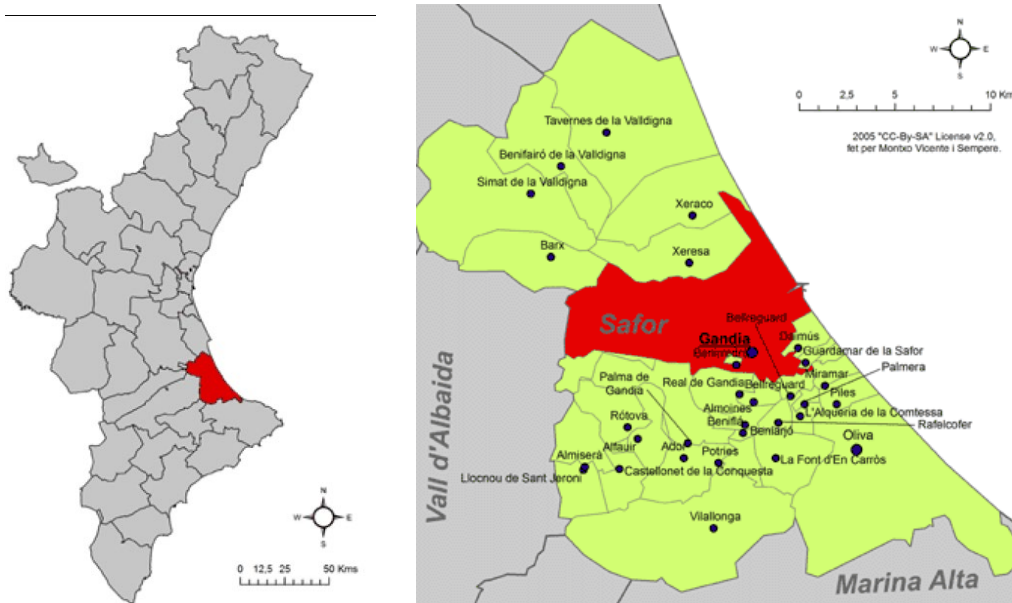 N
W
E
S
0 12,5 25
50 Kms
N
W
E
S
0
2,5
5
10 Kms
2005 "CC-By-SA" License v2.0,
fet per Montxo Vicente i Sempere.
Tavernes de la Valldigna
Benifairó de la Valldigna
Simat de la Valldigna
Xeraco
Barx
Xeresa
Safor
Bellreguard
Gandia
Daimús
Guardamar de la Safor
Miramar
Palmera
Palma de
Gandia
Real de Gandia
Bellreguard
Piles
Rótova
Almoines
L'Alqueria de la Comtessa
Beniflá
Rafelcofer
Beniarjó
Oliva
Alfauir
Ador
Potries
Almiserà
La Font d'En Carròs
Llocnou de Sant Jeroni
Castellonet de la Conquesta
Vilallonga
Vall d'Albaida
Marina Alta